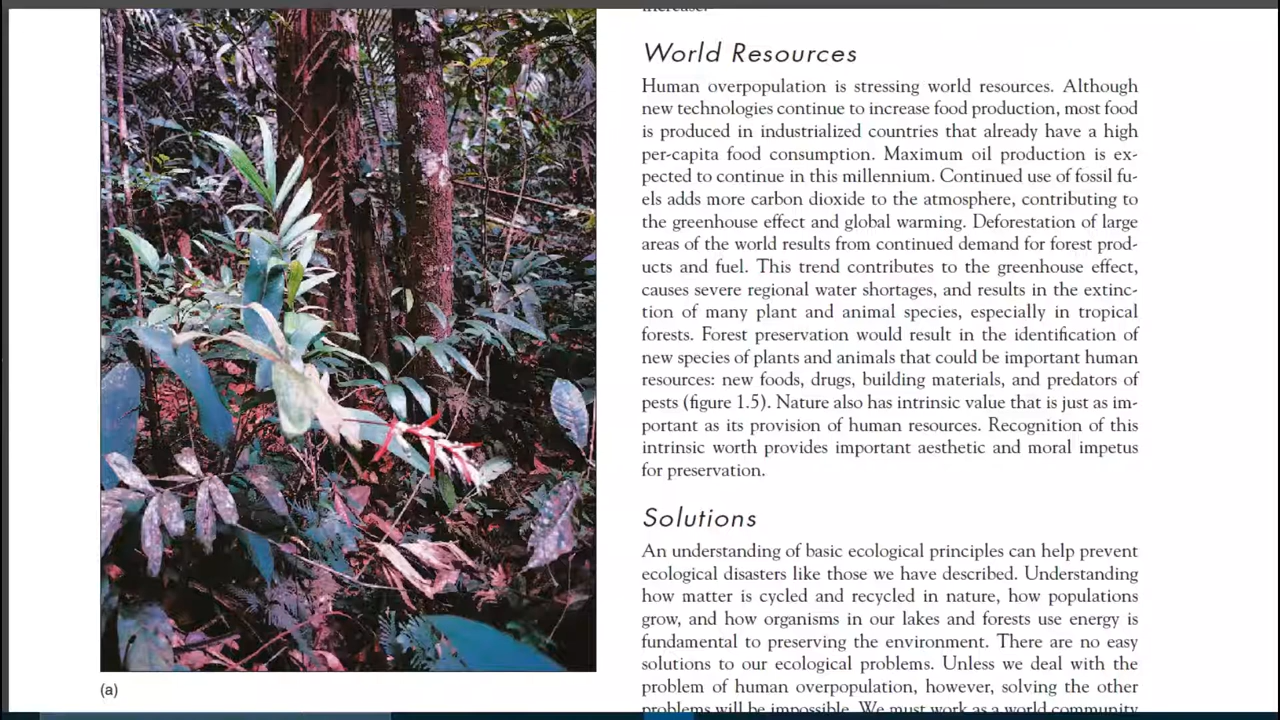 increase.
World Resources
Human overpopulation is stressing world resources. Although
new technologies continue to increase food production, most food
is produced in industrialized countries that already have a high
per-capita food consumption. Maximum oil production is ex-
pected to continue in this millennium. Continued use of fossil fu-
els adds more carbon dioxide to the atmosphere, contributing to
the greenhouse effect and global warming. Deforestation of large
areas of the world results from continued demand for forest prod-
ucts and fuel. This trend contributes to the greenhouse effect,
causes severe regional water shortages, and results in the extinc-
tion of many plant and animal species, especially in tropical
forests. Forest preservation would result in the identification of
new species of plants and animals that could be important human
resources: new foods, drugs, building materials, and predators of
pests (figure 1.5). Nature also has intrinsic value that is just as im-
portant as its provision of human resources. Recognition of this
intrinsic worth provides important aesthetic and moral impetus
for preservation.
Solutions
An understanding of basic ecological principles can help prevent
ecological disasters like those we have described. Understanding
how matter is cycled and recycled in nature, how populations
grow, and how organisms in our lakes and forests use energy is
fundamental to preserving the environment. There are no easy
solutions to our ecological problems. Unless we deal with the
problem of human overpopulation, however, solving the other
problems will be impossible. We must work as a world community
(a)